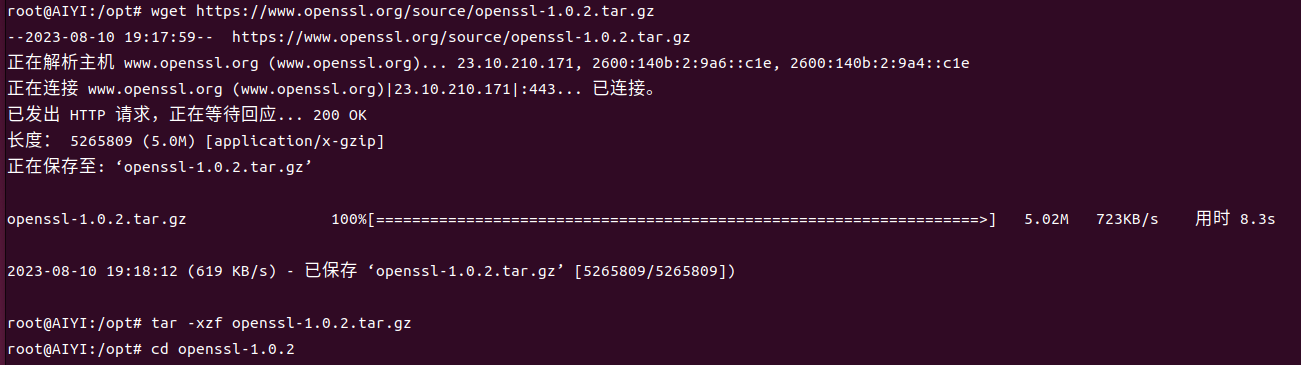 root@AIYI:/opt# wget https://www.openssl.org/source/openssl-1.0.2.tar.gz
--2023-08-10 19:17:59--  https://www.openssl.org/source/openssl-1.0.2.tar.gz
正在解析主机 www.openssl.org (www.openssl.org)... 23.10.210.171, 2600:140b:2:9a6::c1e, 2600:140b:2:9a4::c1e
正在连接 www.openssl.org (www.openssl.org)|23.10.210.171|:443... 已连接。
已发出 HTTP 请求，正在等待回应... 200 OK
长度： 5265809 (5.0M) [application/x-gzip]
正在保存至: ‘openssl-1.0.2.tar.gz’
openssl-1.0.2.tar.gz                100%[===================================================================>]   5.02M   723KB/s    用时 8.3s
2023-08-10 19:18:12 (619 KB/s) - 已保存 ‘openssl-1.0.2.tar.gz’ [5265809/5265809])
root@AIYI:/opt# tar -xzf openssl-1.0.2.tar.gz
root@AIYI:/opt# cd openssl-1.0.2